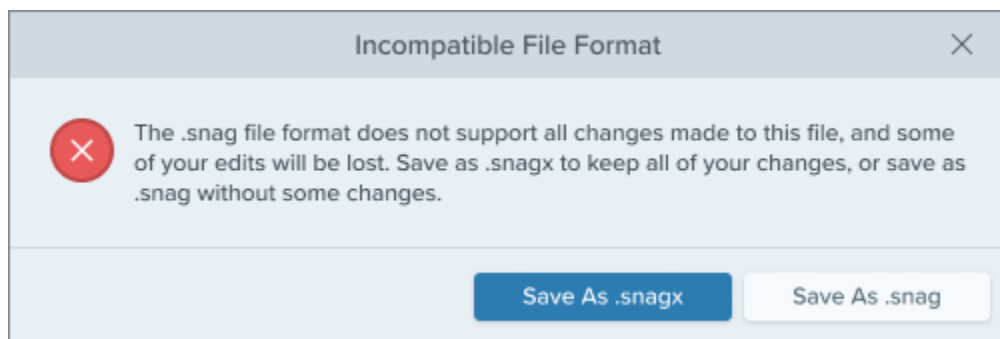 Incompatible File Format
The .snag file format does not support all changes made to this file, and some
of your edits will be lost. Save as .snagx to keep all of your changes, or save as
.snag without some changes.
Save As .snagx
Save As .snag